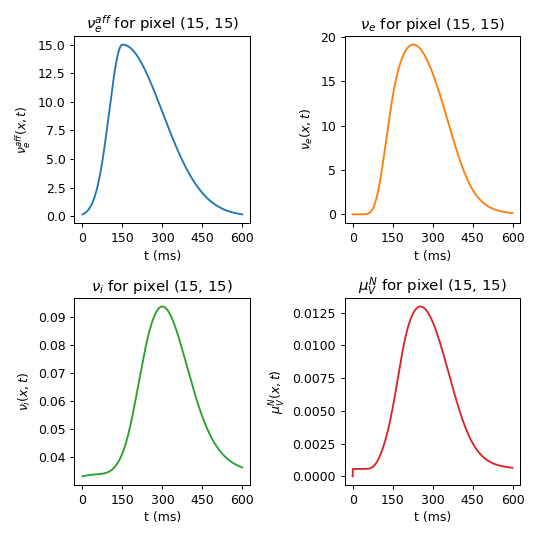 ν_e^{aff} for pixel (15, 15)
15.0
12.5
10.0
7.5
5.0
2.5
0.0
ν_e^{aff}(x, t)
0 150 300 450 600
t (ms)
ν_e for pixel (15, 15)
20
15
10
5
0
ν_e(x, t)
0 150 300 450 600
t (ms)
ν_i for pixel (15, 15)
0.09
0.08
0.07
0.06
0.05
0.04
ν_i(x, t)
0 150 300 450 600
t (ms)
μ_V^N for pixel (15, 15)
0.0125
0.0100
0.0075
0.0050
0.0025
0.0000
μ_V^N(x, t)
0 150 300 450 600
t (ms)